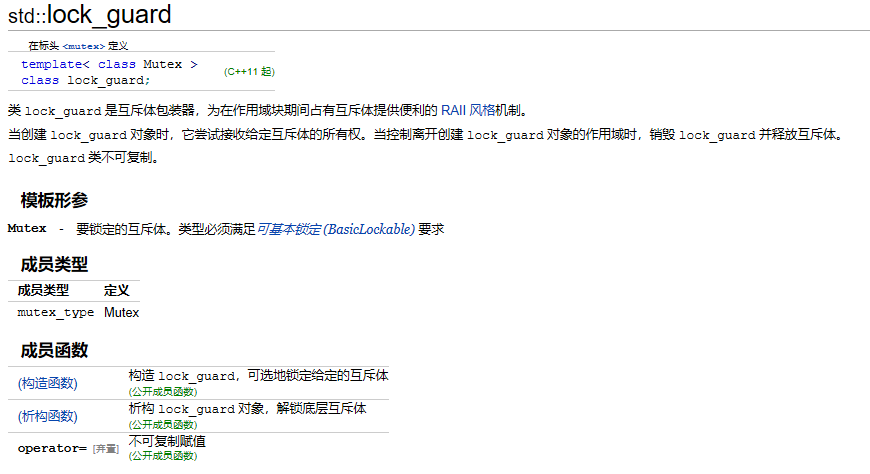 std::lock_guard
在标头 <mutex> 定义
template< class Mutex >
class lock_guard;
(C++11 起)
类 lock_guard 是互斥体包装器，为在作用域块期间占有互斥体提供便利的 RAII 风格机制。
当创建 lock_guard 对象时，它尝试接收给定互斥体的所有权。当控制离开创建 lock_guard 对象的作用域时，销毁 lock_guard 并释放互斥体。
lock_guard 类不可复制。
模板形参
Mutex - 要锁定的互斥体。类型必须满足可基本锁定 (BasicLockable) 要求
成员类型
成员类型 定义
mutex_type Mutex
成员函数
(构造函数) 构造 lock_guard，可选地锁定给定的互斥体
(公开成员函数)
(析构函数) 析构 lock_guard 对象，解锁底层互斥体
(公开成员函数)
operator= [弃置] 不可复制赋值
(公开成员函数)